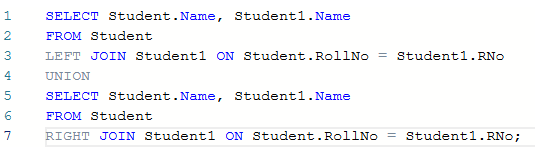 1 SELECT Student.Name, Student1.Name
2 FROM Student
3 LEFT JOIN Student1 ON Student.RollNo = Student1.RNo
4 UNION
5 SELECT Student.Name, Student1.Name
6 FROM Student
7 RIGHT JOIN Student1 ON Student.RollNo = Student1.RNo;